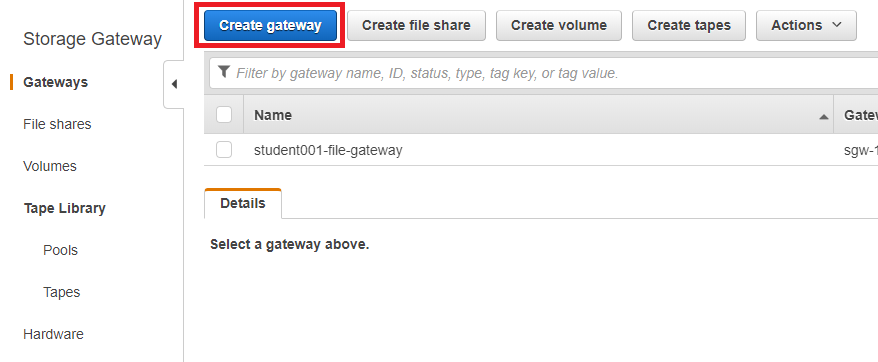 Storage Gateway
Gateways
File shares
Volumes
Tape Library
Pools
Tapes
Hardware
Create gateway Create file share Create volume Create tapes Actions
Filter by gateway name, ID, status, type, tag key, or tag value.
Name Gatew
student001-file-gateway sgw-1
Details
Select a gateway above.